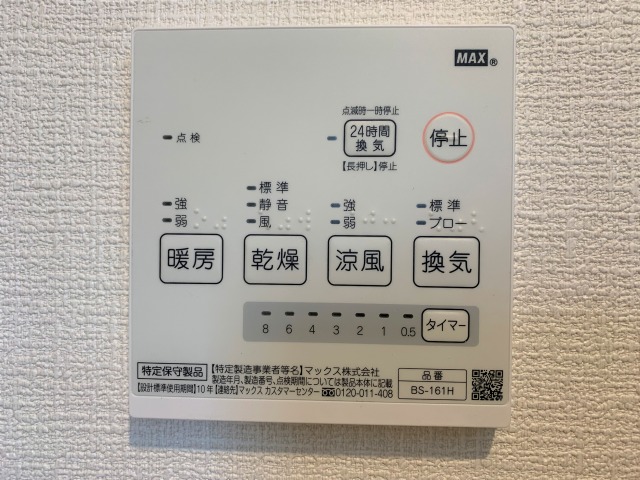 MAX®
点滅時一時停止
点検
24時間
換気
停止
【長押し】停止
標準
強 静音 強 標準
弱 風 弱 ブロー
暖房 乾燥 涼風 換気
8 6 4 3 2 1 0.5 タイマー
特定保守製品 【特定製造事業者等名】マックス株式会社
製造年月、製造番号、点検期間については製品本体に記載
【設計標準使用期間】10年【連絡先】マックス カスタマーセンター 0120-011-408
品番
BS-161H